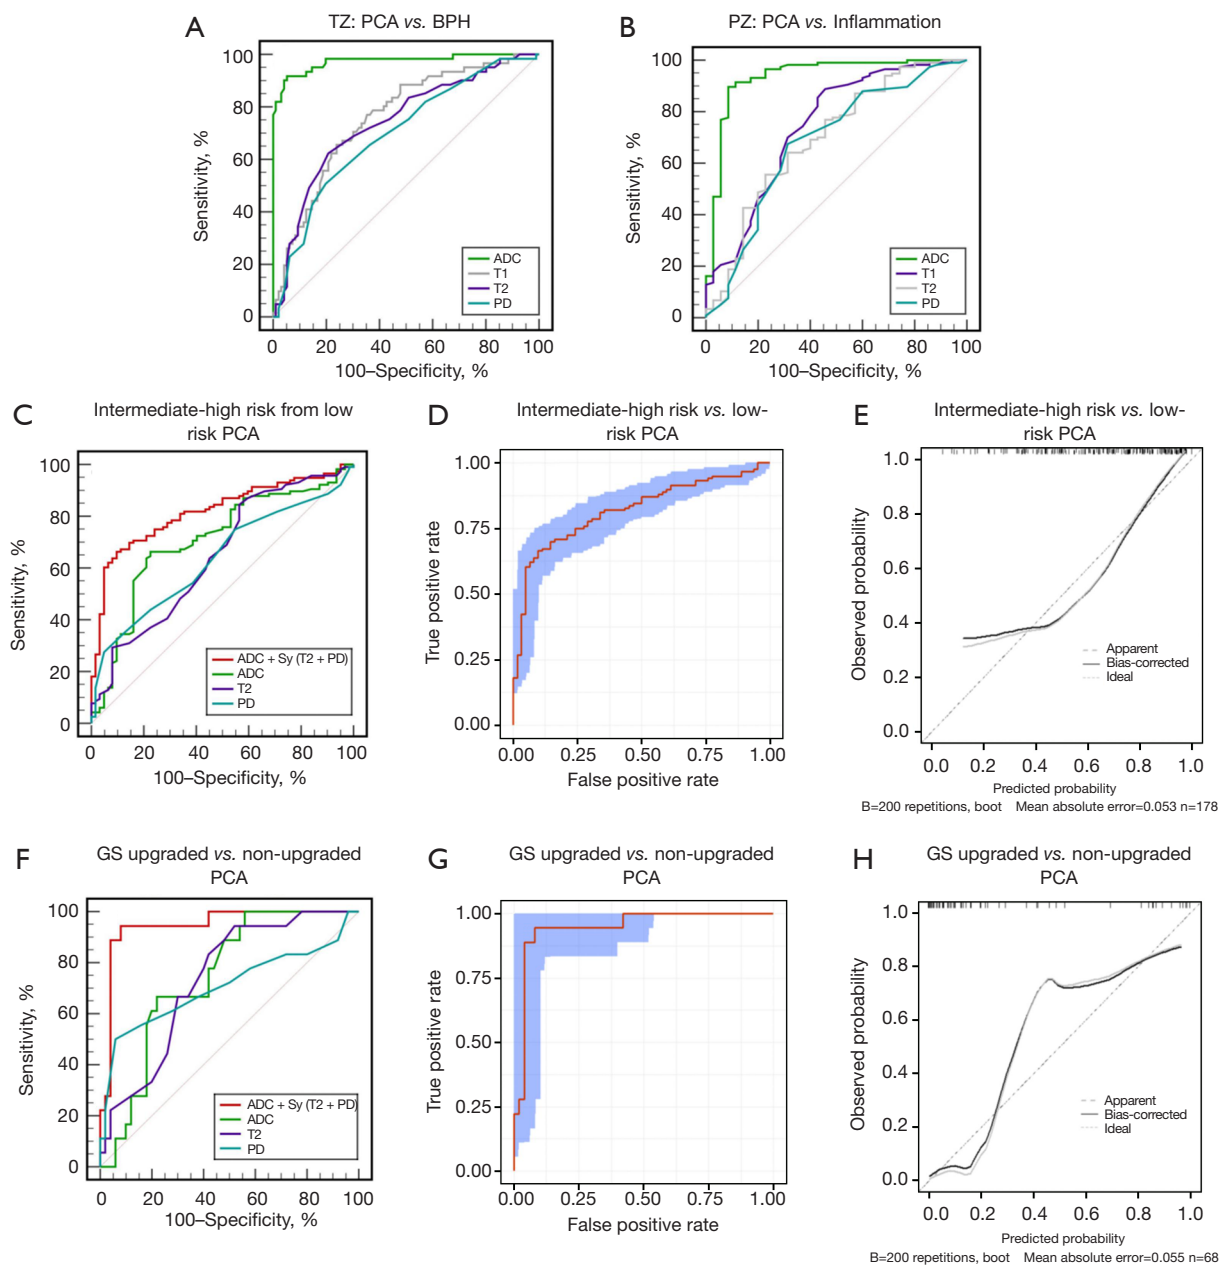 A
TZ: PCA vs. BPH
100
80
60
40
20
0
Sensitivity, %
ADC
T1
T2
PD
0 20 40 60 80 100
100–Specificity, %
B
PZ: PCA vs. Inflammation
100
80
60
40
20
0
Sensitivity, %
ADC
T1
T2
PD
0 20 40 60 80 100
100–Specificity, %
C
Intermediate-high risk from low
risk PCA
100
80
60
40
20
0
Sensitivity, %
ADC + Sy (T2 + PD)
ADC
T2
PD
0 20 40 60 80 100
100–Specificity, %
D
Intermediate-high risk vs. low-
risk PCA
1.00
0.75
0.50
0.25
0.00
True positive rate
0.00 0.25 0.50 0.75 1.00
False positive rate
E
Intermediate-high risk vs. low-
risk PCA
1.0
0.8
0.6
0.4
0.2
0.0
Observed probability
Apparent
Bias-corrected
Ideal
0.0 0.2 0.4 0.6 0.8 1.0
Predicted probability
B=200 repetitions, boot Mean absolute error=0.053 n=178
F
GS upgraded vs. non-upgraded
PCA
100
80
60
40
20
0
Sensitivity, %
ADC + Sy (T2 + PD)
ADC
T2
PD
0 20 40 60 80 100
100–Specificity, %
G
GS upgraded vs. non-upgraded
PCA
1.00
0.75
0.50
0.25
0.00
True positive rate
0.00 0.25 0.50 0.75 1.00
False positive rate
H
GS upgraded vs. non-upgraded
PCA
1.0
0.8
0.6
0.4
0.2
0.0
Observed probability
Apparent
Bias-corrected
Ideal
0.0 0.2 0.4 0.6 0.8 1.0
Predicted probability
B=200 repetitions, boot Mean absolute error=0.055 n=68